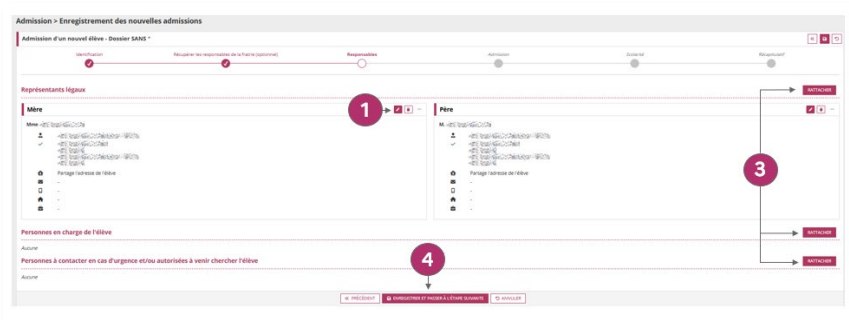 Admission > Enregistrement des nouvelles admissions
Admission d'un nouvel élève - Dossier SANS *
Identification
Récupérer les responsables de la fratrie (optionnel)
Responsables
Admission
Scolarité
Récapitulatif
Représentants légaux
RATTACHER
Mère
1
Père
Mme
M.
3
Partage l'adresse de l'élève
Partage l'adresse de l'élève
-
-
-
-
-
-
-
-
Personnes en charge de l'élève
RATTACHER
Aucune
Personnes à contacter en cas d'urgence et/ou autorisées à venir chercher l'élève
4
RATTACHER
Aucune
PRÉCÉDENT
ENREGISTRER ET PASSER À L'ÉTAPE SUIVANTE
ANNULER